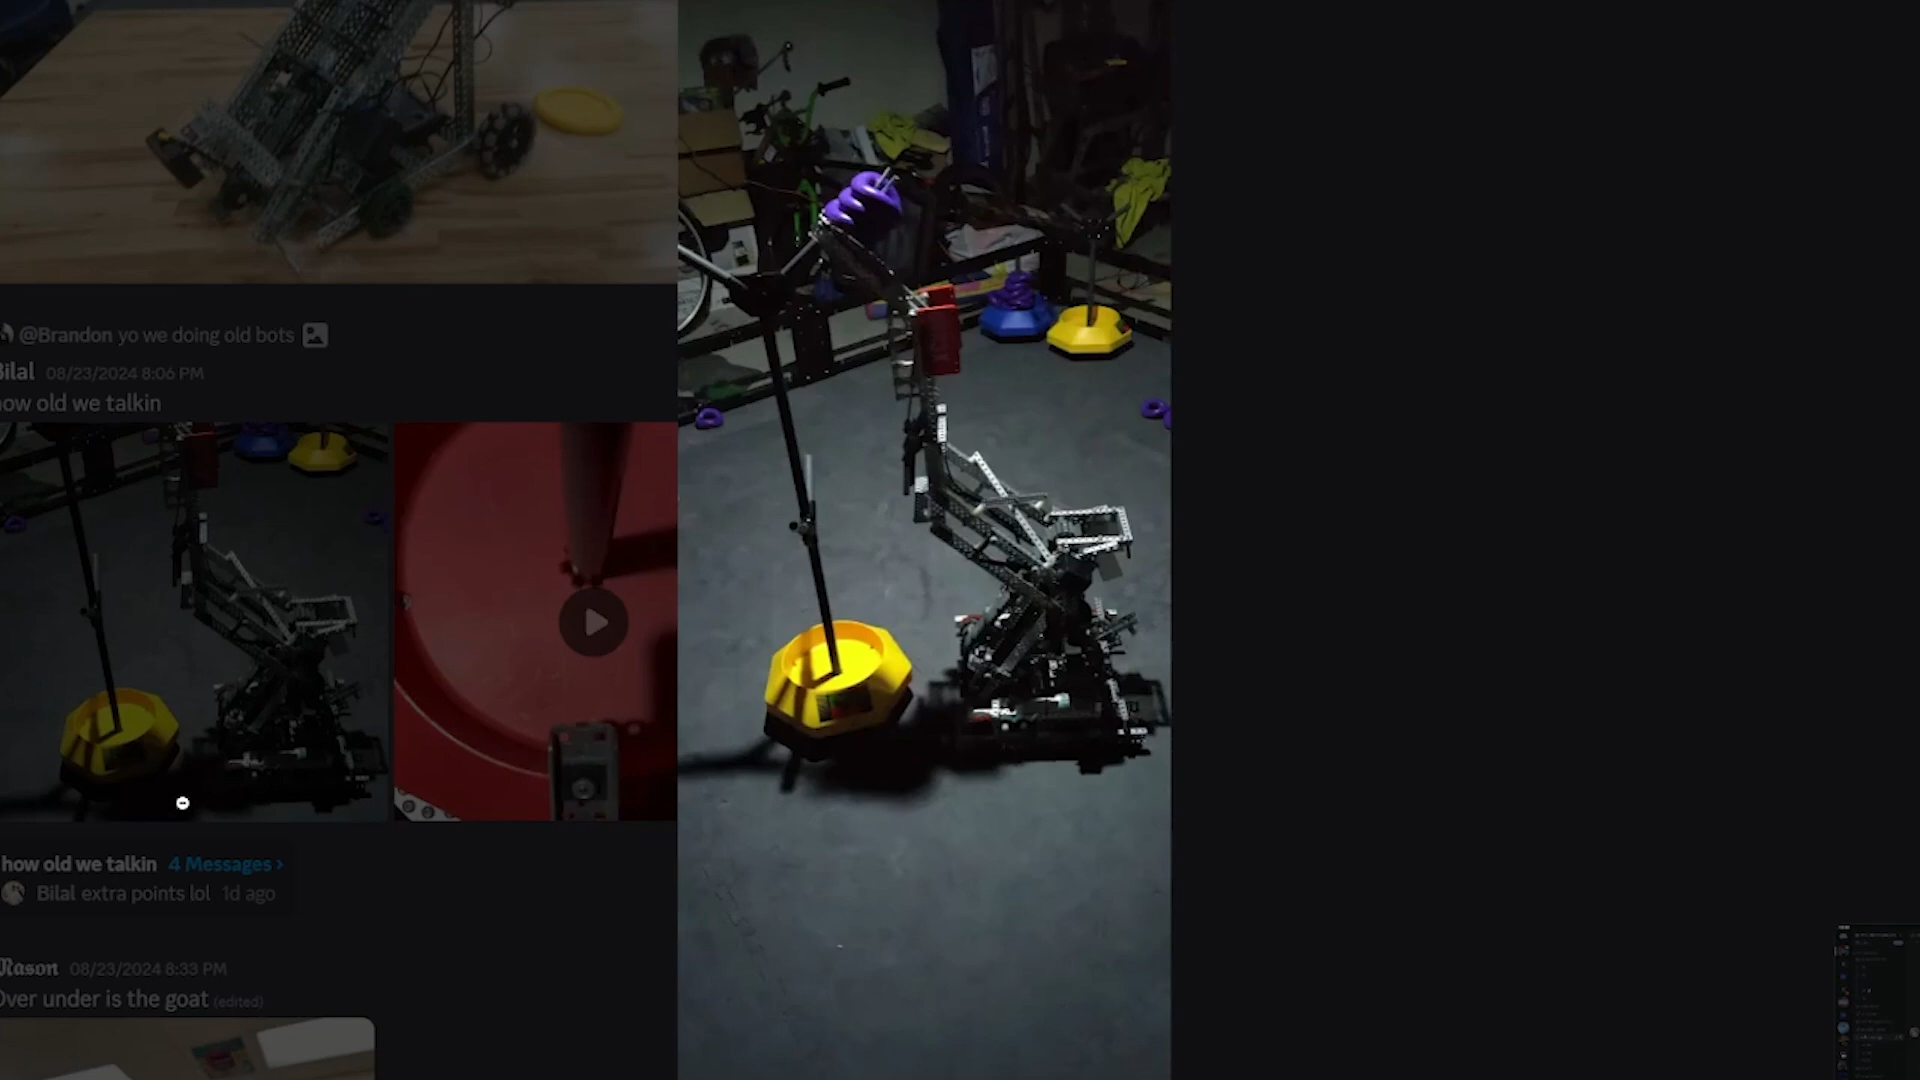 @Brandon yo we doing old bots
Bilal 08/23/2024 8:06 PM
how old we talkin
how old we talkin 4 Messages ›
Bilal extra points lol 1d ago
Mason 08/23/2024 8:33 PM
Over under is the goat (edited)